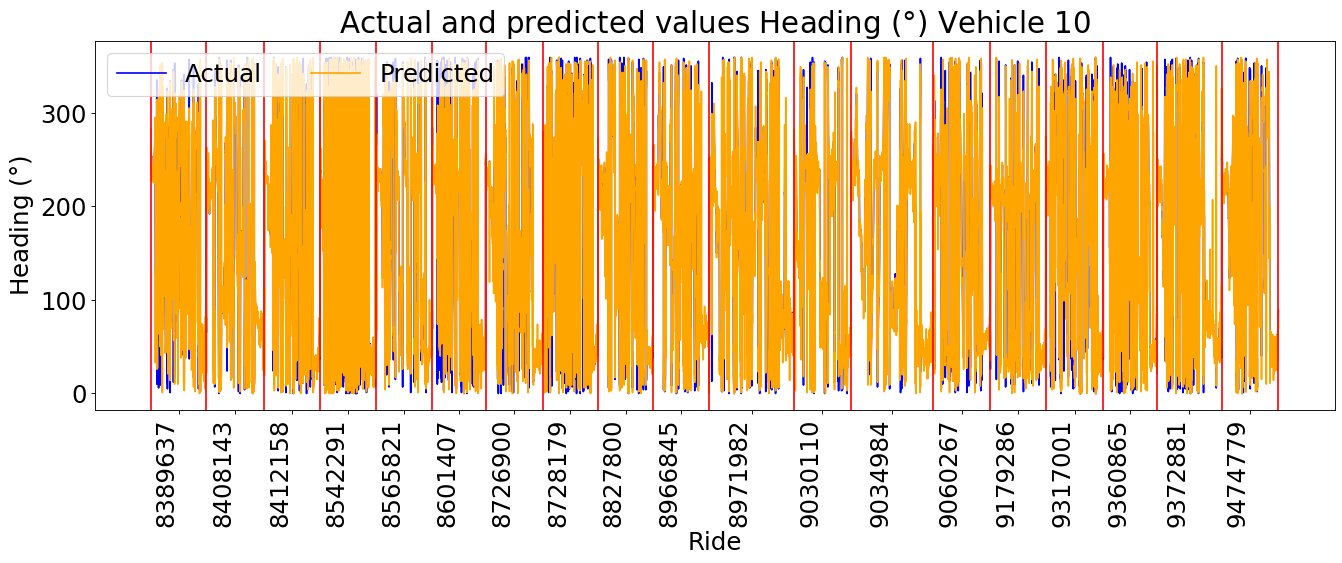 Actual and predicted values Heading (°) Vehicle 10
Actual Predicted
Heading (°)
300
200
100
0
8389637 8408143 8412158 8542291 8565821 8601407 8726900 8728179 8827800 8966845 8971982 9030110 9034984 9060267 9179286 9317001 9360865 9372881 9474779
Ride